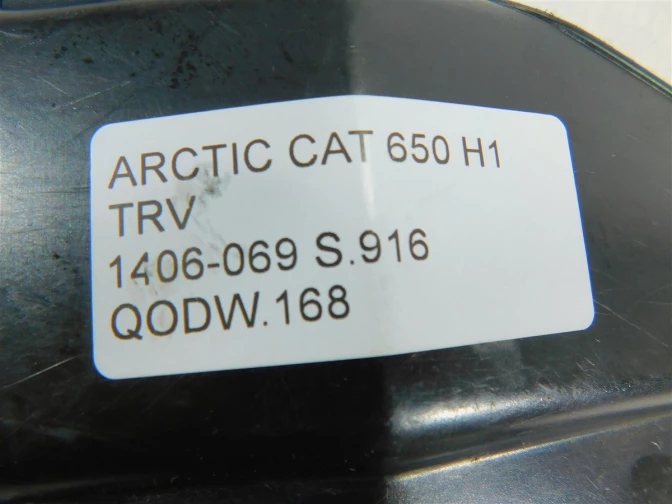 ARCTIC CAT 650 H1
TRV
1406-069 S.916
QODW.168